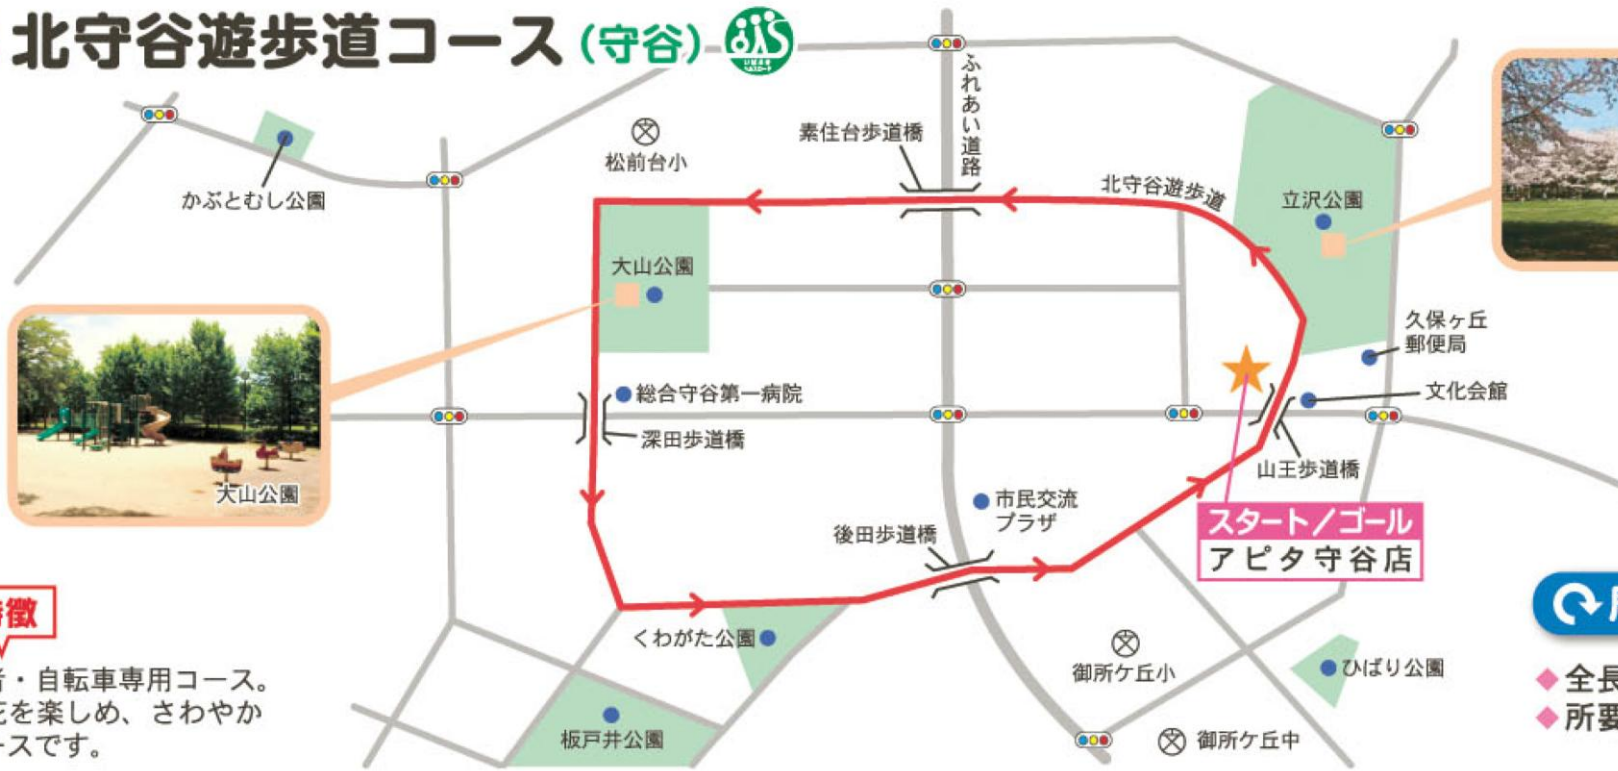 北守谷遊歩道コース(守谷)
ふれあい道路
素住台歩道橋
松前台小
かぶとむし公園
北守谷遊歩道
立沢公園
大山公園
久保ヶ丘
郵便局
総合守谷第一病院
文化会館
深田歩道橋
山王歩道橋
大山公園
市民交流
プラザ
後田歩道橋
スタート/ゴール
アピタ守谷店
徴
くわがた公園
御所ケ丘小
ひばり公園
・自転車専用コース。
を楽しめ、さわやか
ースです。
板戸井公園
御所ケ丘中
◆全長
◆所要